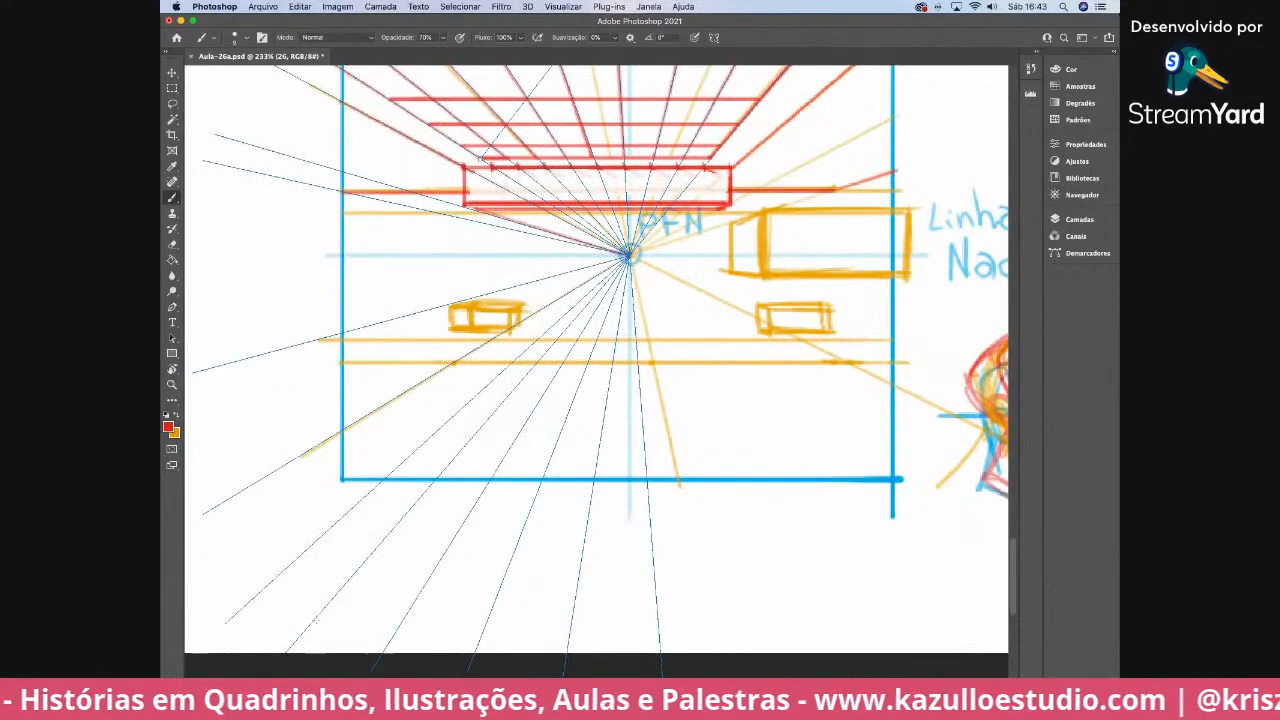 Photoshop Arquivo Editar Imagem Camada Texto Selecionar Filtro 3D Visualizar Plug-ins Janela Ajuda Sáb 16:43
Adobe Photoshop 2021
Modo: Normal Opacidade: 70% Fluxo: 100% Suavização: 0% 0°
Aula-26a.psd @ 233% (26, RGB/8#) *
Desenvolvido por
StreamYard
Cor
Amostras
Degradês
Padrões
Propriedades
Ajustes
Bibliotecas
Navegador
Camadas
Canais
Demarcadores
PFN
Linha
Nac
- Histórias em Quadrinhos, Ilustrações, Aulas e Palestras - www.kazulloestudio.com | @krisz